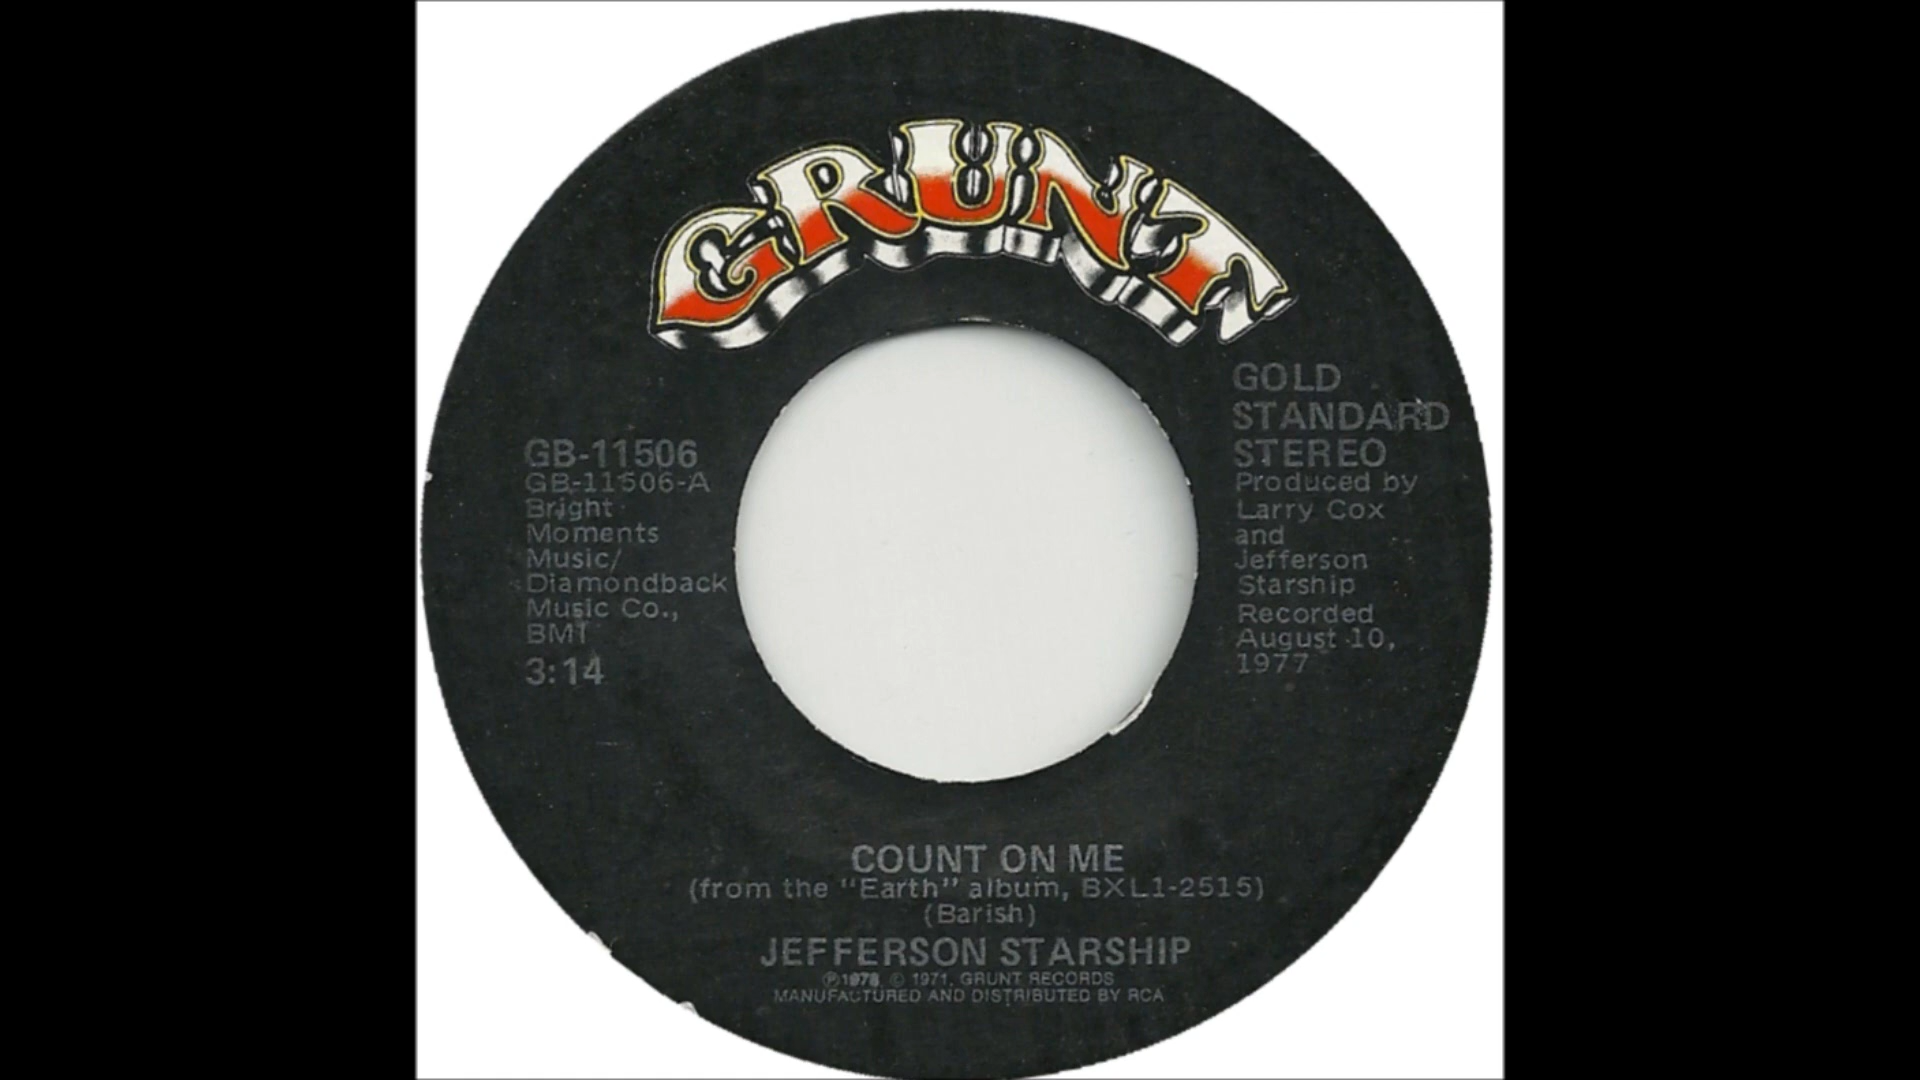 GRUNT
GOLD
STANDARD
STEREO
Produced by
Larry Cox
and
Jefferson
Starship
Recorded
August 10,
1977
GB-11506
GB-11506-A
Bright
Moments
Music/
Diamondback
Music Co.,
BMI
3:14
COUNT ON ME
(from the "Earth" album, BXL1-2515)
(Barish)
JEFFERSON STARSHIP
℗1978, © 1971, GRUNT RECORDS
MANUFACTURED AND DISTRIBUTED BY RCA